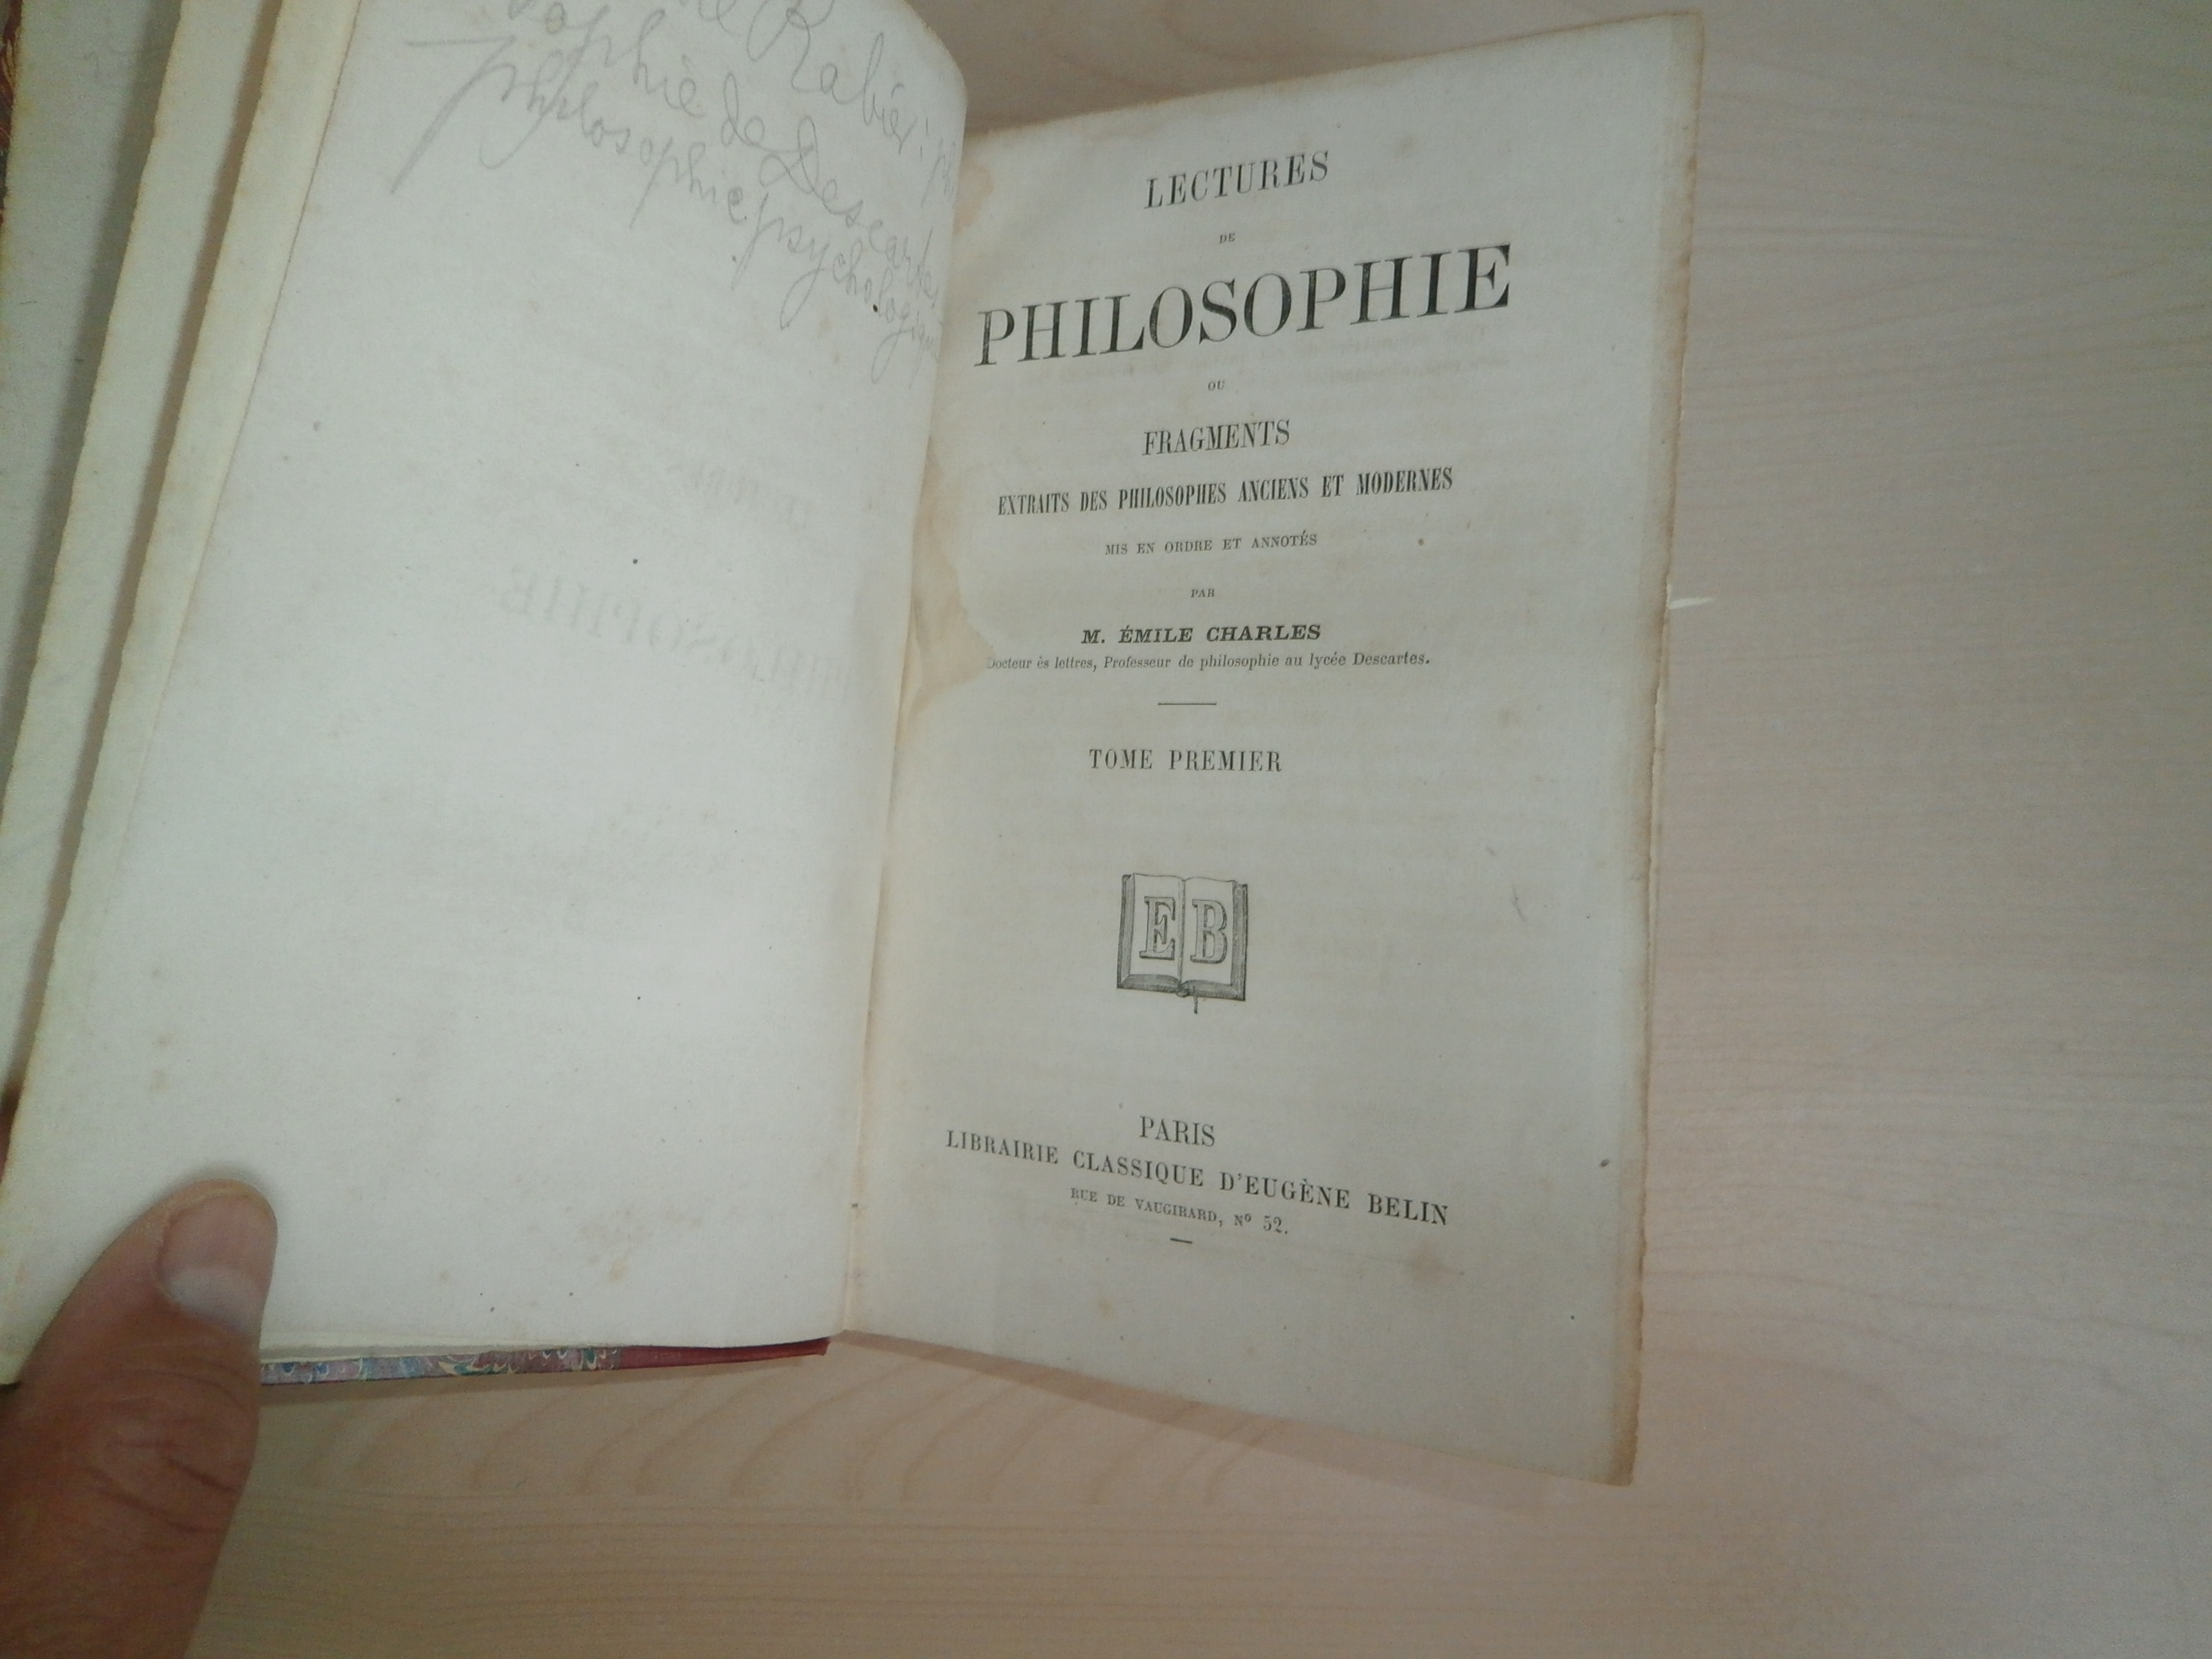 Rabier :
sophie de Descartes
philosophie psychologique
LECTURES
DE
PHILOSOPHIE
OU
FRAGMENTS
EXTRAITS DES PHILOSOPHES ANCIENS ET MODERNES
MIS EN ORDRE ET ANNOTÉS
PAR
M. ÉMILE CHARLES
Docteur ès lettres, Professeur de philosophie au lycée Descartes.
TOME PREMIER
E B
PARIS
LIBRAIRIE CLASSIQUE D'EUGÈNE BELIN
RUE DE VAUGIRARD, Nº 52.